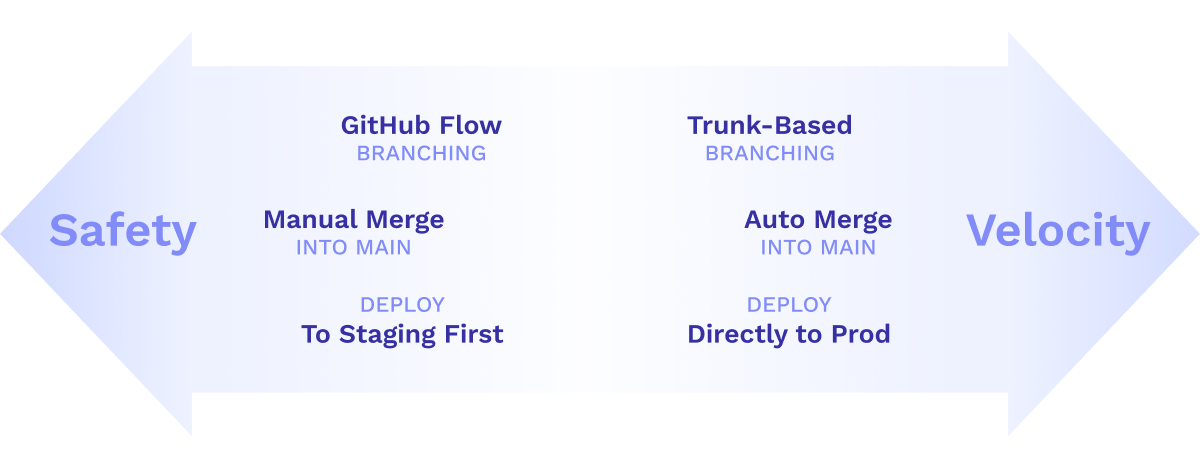 Safety
GitHub Flow
BRANCHING
Manual Merge
INTO MAIN
DEPLOY
To Staging First
Trunk-Based
BRANCHING
Auto Merge
INTO MAIN
DEPLOY
Directly to Prod
Velocity